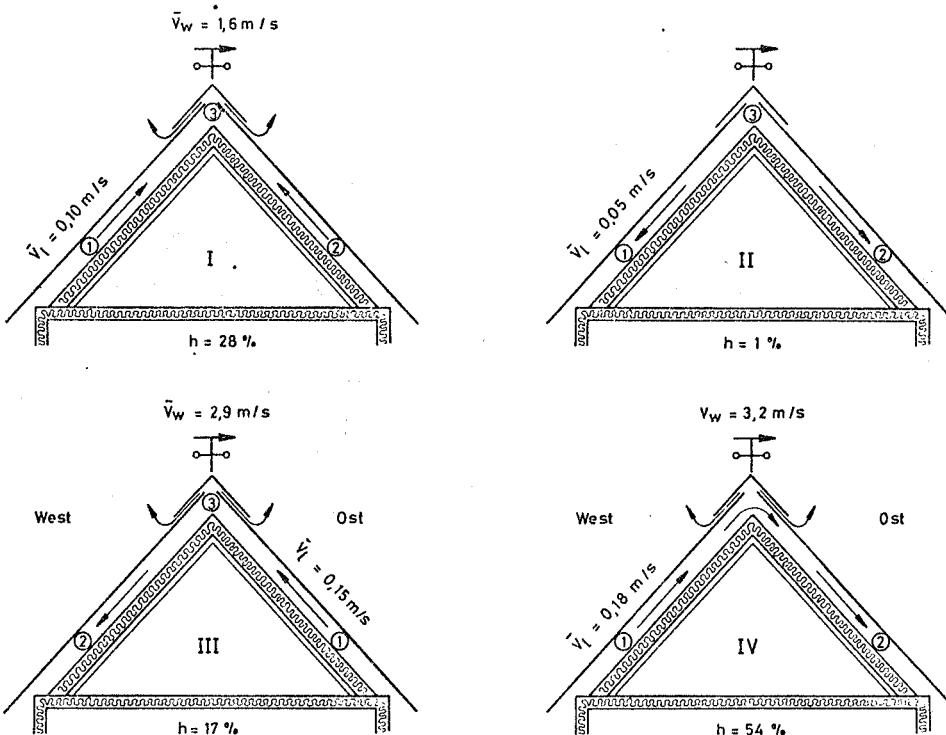 V̄w = 1,6 m/s
3
V̄l = 0,10 m/s
1
2
I
h = 28 %
3
V̄l = 0,05 m/s
1
2
II
h = 1 %
V̄w = 2,9 m/s
West
3
Ost
V̄l = 0,15 m/s
2
1
III
h = 17 %
Vw = 3,2 m/s
West
Ost
V̄l = 0,18 m/s
1
2
IV
h = 54 %